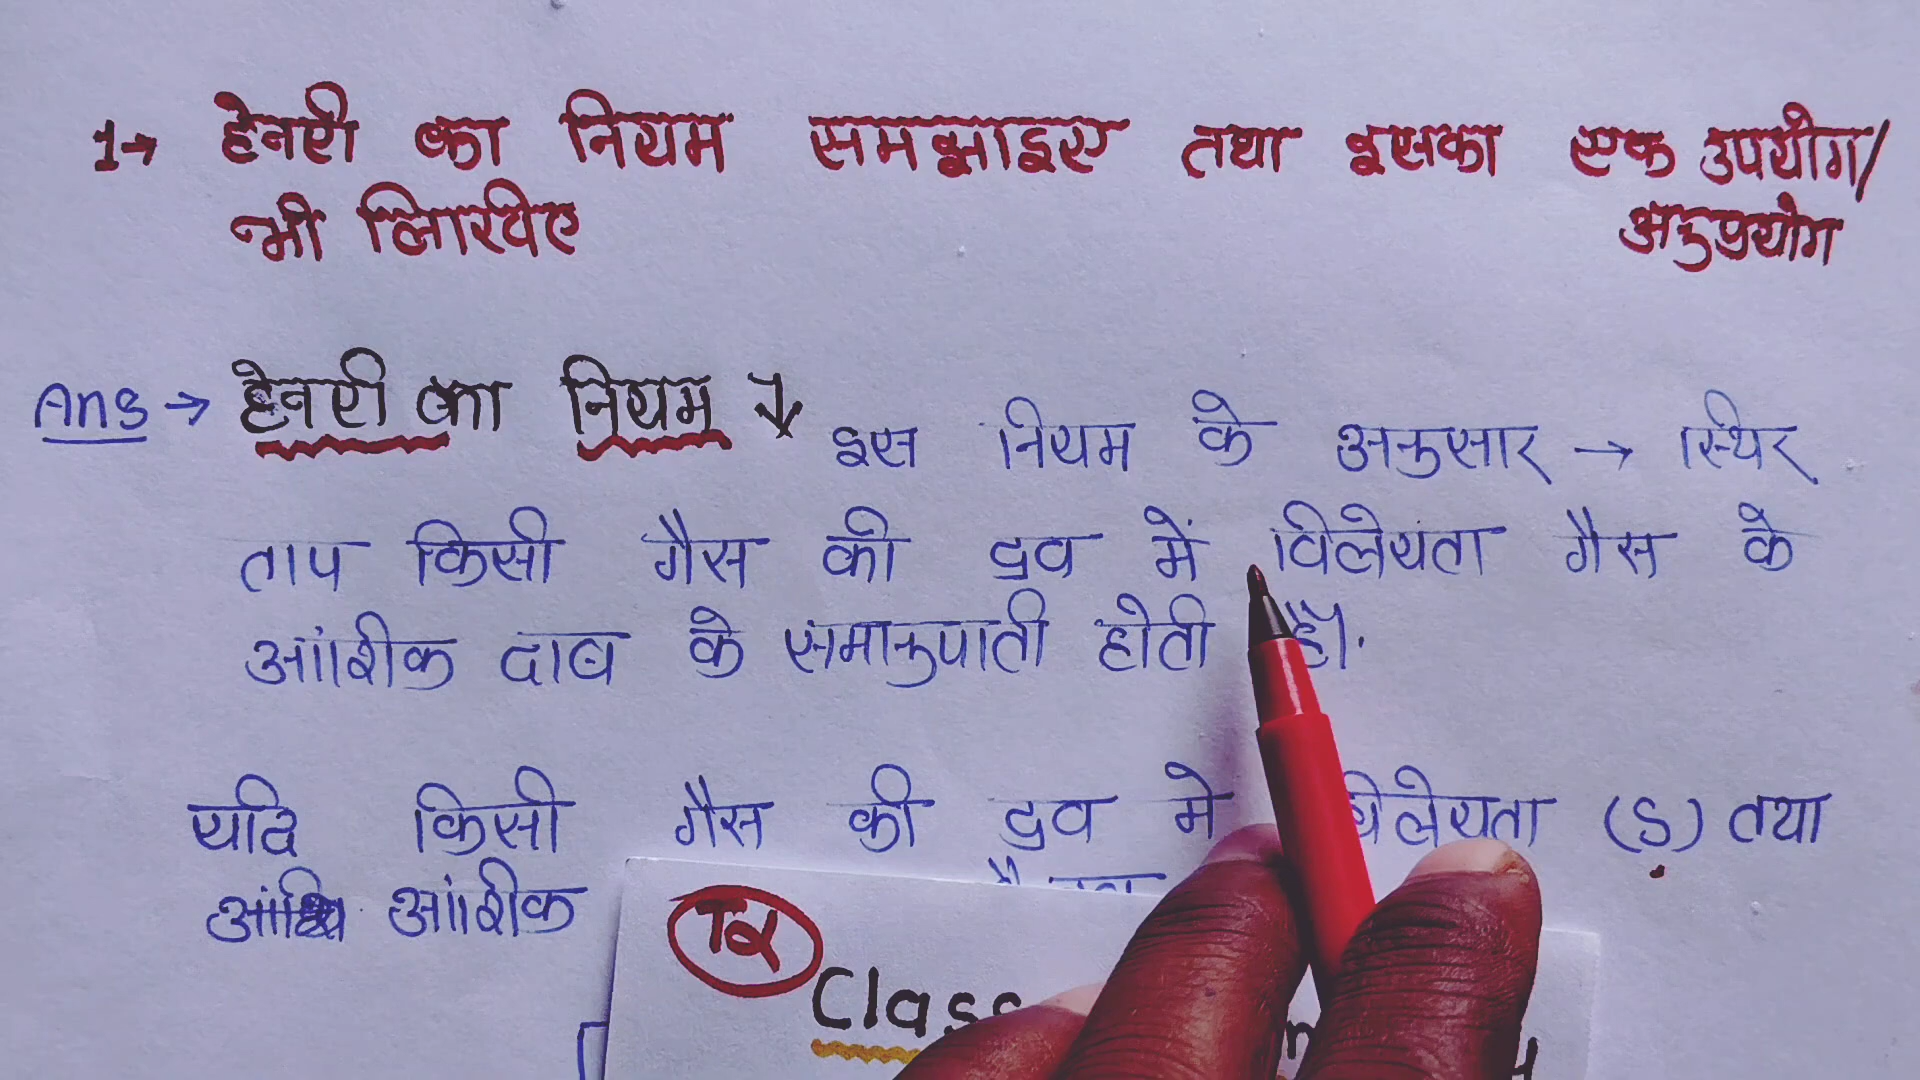 1→ हेनरी का नियम समझाइए तथा इसका एक उपयोग/
अनुप्रयोग
भी लिखिए
Ans → हेनरी का नियम
इस नियम के अनुसार → स्थिर
ताप किसी गैस की द्रव में विलेयता गैस के
आंशीक दाब के समानुपाती होती है।
यदि किसी गैस की द्रव मे विलेयता (S) तथा
आंशीक
Class